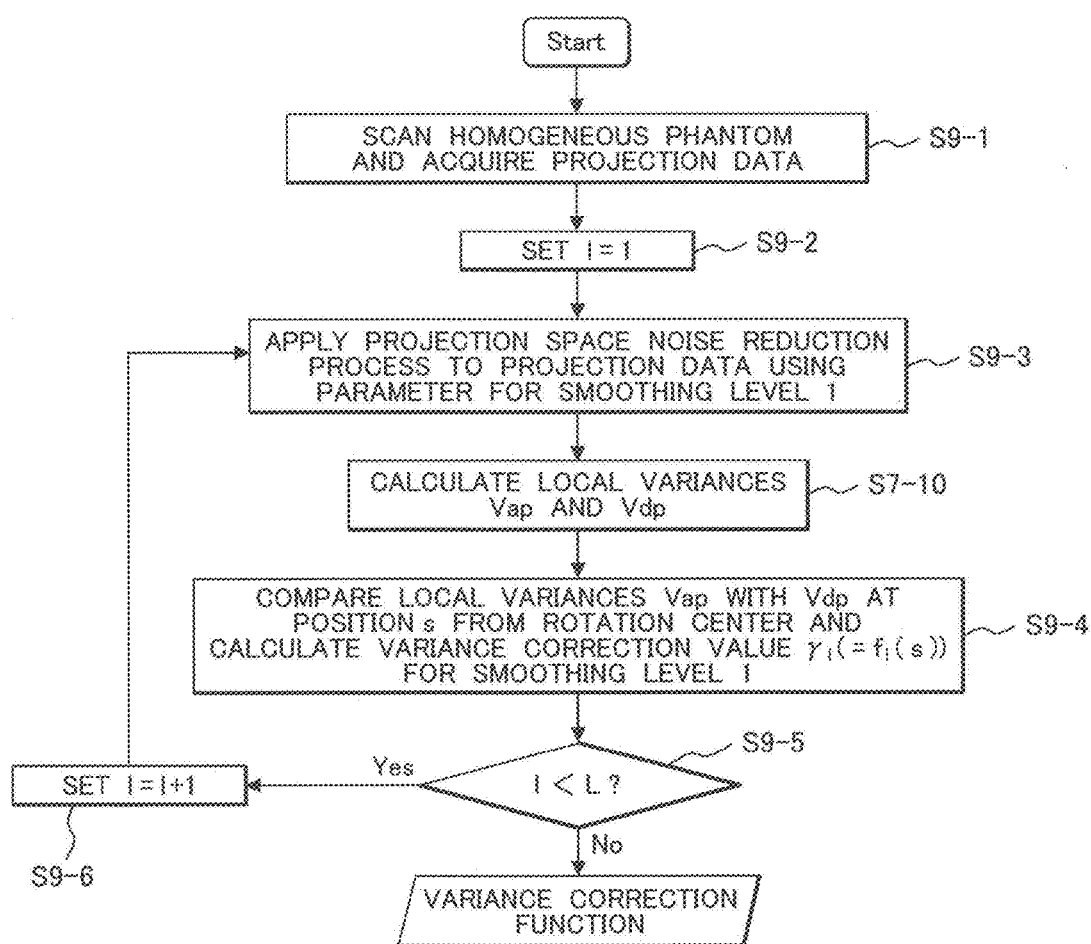 Start
SCAN HOMOGENEOUS PHANTOM
AND ACQUIRE PROJECTION DATA
S9-1
SET l=1
S9-2
APPLY PROJECTION SPACE NOISE REDUCTION
PROCESS TO PROJECTION DATA USING
PARAMETER FOR SMOOTHING LEVEL l
S9-3
CALCULATE LOCAL VARIANCES
Vap AND Vdp
S7-10
COMPARE LOCAL VARIANCES Vap WITH Vdp AT
POSITION s FROM ROTATION CENTER AND
CALCULATE VARIANCE CORRECTION VALUE γl(=fl(s))
FOR SMOOTHING LEVEL l
S9-4
S9-5
l < L?
Yes
SET l=l+1
S9-6
No
VARIANCE CORRECTION
FUNCTION